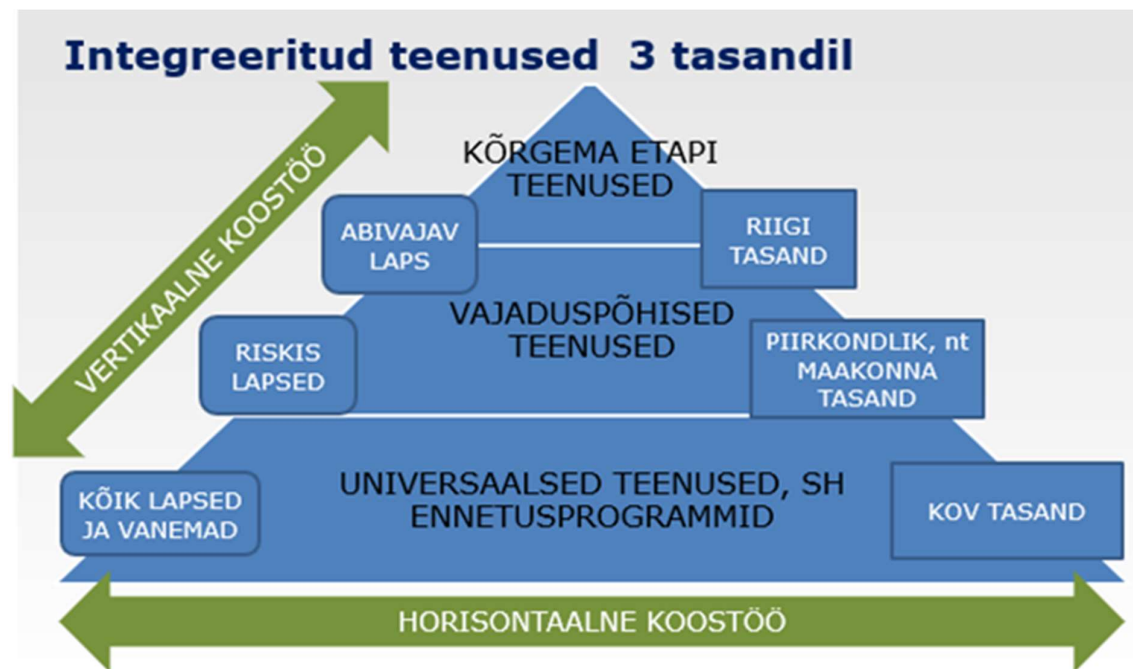 Integreeritud teenused 3 tasandil
VERTIKAALNE KOOSTÖÖ
KÕRGEMA ETAPI
TEENUSED
ABIVAJAV
LAPS
RIIGI
TASAND
VAJADUSPÕHISED
TEENUSED
RISKIS
LAPSED
PIIRKONDLIK, nt
MAAKONNA
TASAND
UNIVERSAALSED TEENUSED, SH
ENNETUSPROGRAMMID
KÕIK LAPSED
JA VANEMAD
KOV TASAND
HORISONTAALNE KOOSTÖÖ